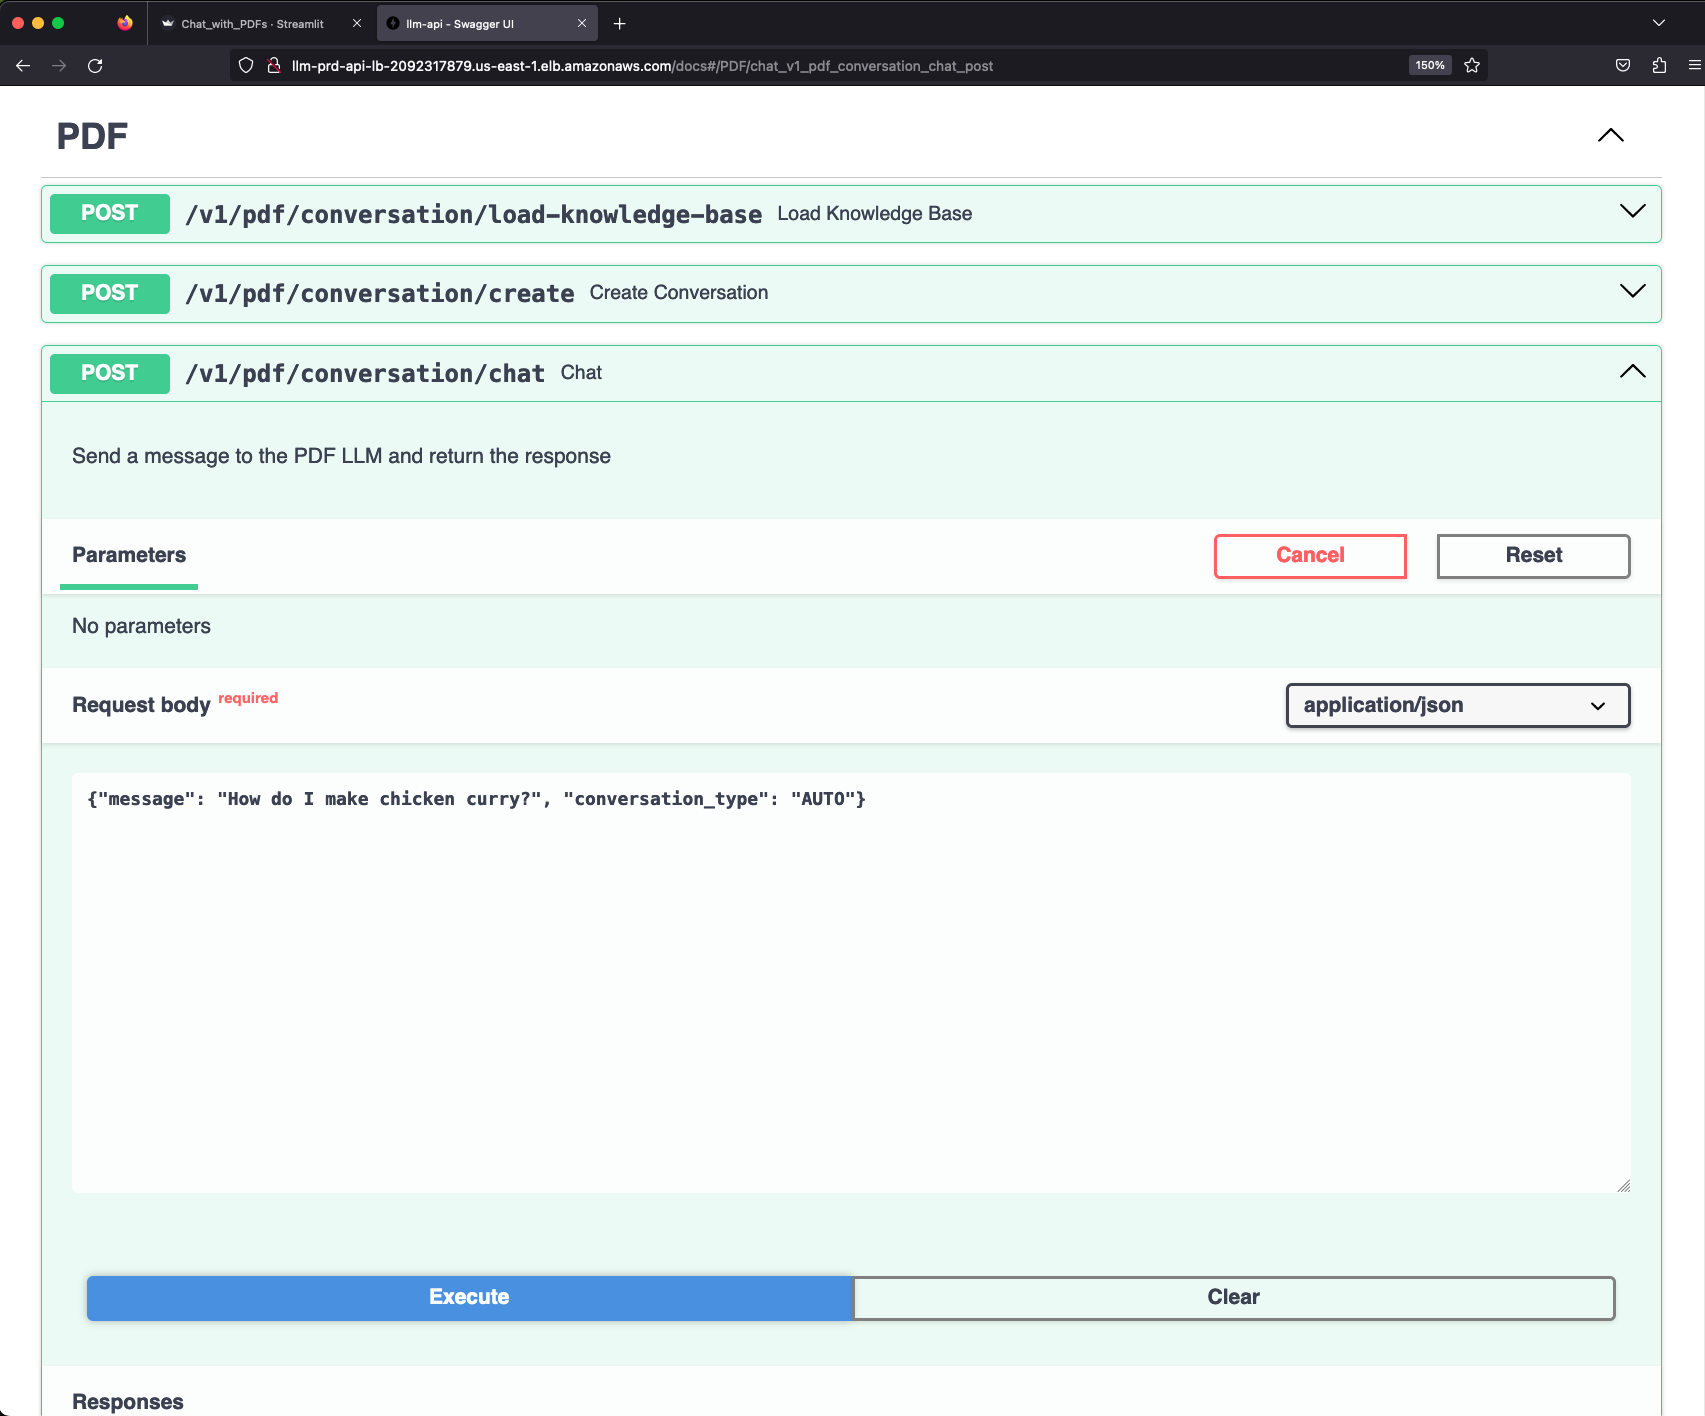 Chat_with_PDFs · Streamlit
llm-api - Swagger UI
llm-prd-api-lb-2092317879.us-east-1.elb.amazonaws.com/docs#/PDF/chat_v1_pdf_conversation_chat_post
150%
PDF
POST /v1/pdf/conversation/load-knowledge-base Load Knowledge Base
POST /v1/pdf/conversation/create Create Conversation
POST /v1/pdf/conversation/chat Chat
Send a message to the PDF LLM and return the response
Parameters
Cancel
Reset
No parameters
Request body required
application/json
{"message": "How do I make chicken curry?", "conversation_type": "AUTO"}
Execute
Clear
Responses